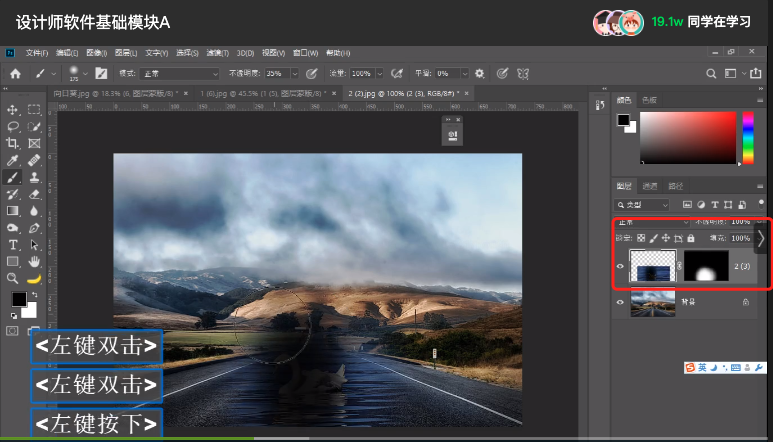 设计师软件基础模块A
19.1w 同学在学习
Ps 文件(F) 编辑(E) 图像(I) 图层(L) 文字(Y) 选择(S) 滤镜(T) 3D(D) 视图(V) 窗口(W) 帮助(H)
175 模式: 正常 不透明度: 35% 流量: 100% 平滑: 0%
向日葵.jpg @ 18.3% (6, 图层蒙版/8) * × 1 (6).jpg @ 45.5% (1 (5), 图层蒙版/8) * × 2 (2).jpg @ 100% (2 (3), RGB/8#) * ×
颜色 色板
图层 通道 路径
类型
正常 不透明度: 100%
锁定: 填充: 100%
2 (3)
背景
<左键双击>
<左键双击>
<左键按下>
英